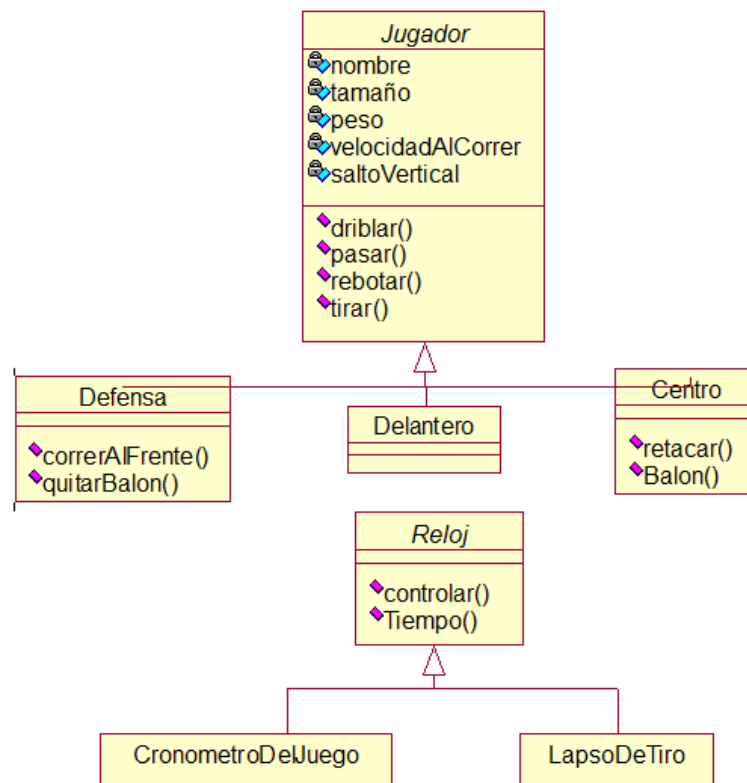 Jugador
nombre
tamaño
peso
velocidadAlCorrer
saltoVertical
driblar()
pasar()
rebotar()
tirar()
Defensa
correrAlFrente()
quitarBalon()
Delantero
Centro
retacar()
Balon()
Reloj
controlar()
Tiempo()
CronometroDelJuego
LapsoDeTiro